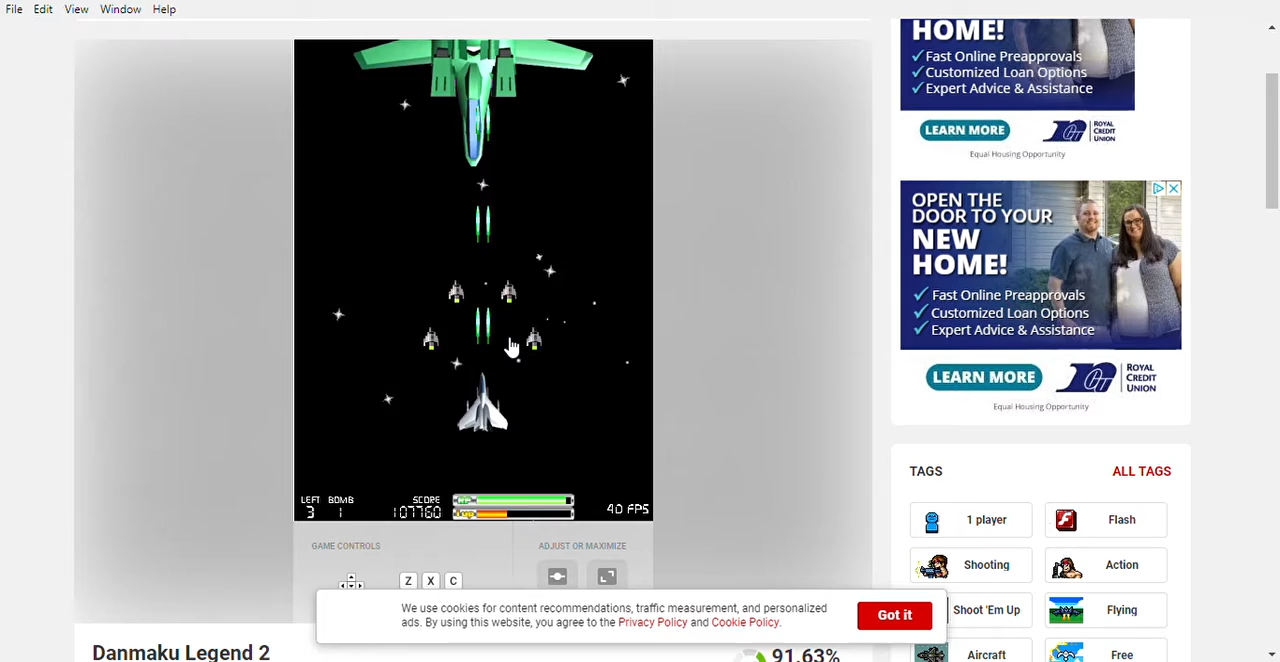 File Edit View Window Help
HOME!
✓Fast Online Preapprovals
✓Customized Loan Options
✓Expert Advice & Assistance
LEARN MORE
ROYAL
CREDIT
UNION
Equal Housing Opportunity
OPEN THE
DOOR TO YOUR
NEW
HOME!
✓ Fast Online Preapprovals
✓ Customized Loan Options
✓ Expert Advice & Assistance
LEARN MORE
ROYAL
CREDIT
UNION
Equal Housing Opportunity
LEFT BOMB SCORE
3 1 107760 40 FPS
GAME CONTROLS
ADJUST OR MAXIMIZE
Z X C
TAGS
ALL TAGS
1 player
Flash
Shooting
Action
Shoot 'Em Up
Flying
Aircraft
Free
We use cookies for content recommendations, traffic measurement, and personalized
ads. By using this website, you agree to the Privacy Policy and Cookie Policy.
Got it
Danmaku Legend 2
91.63%